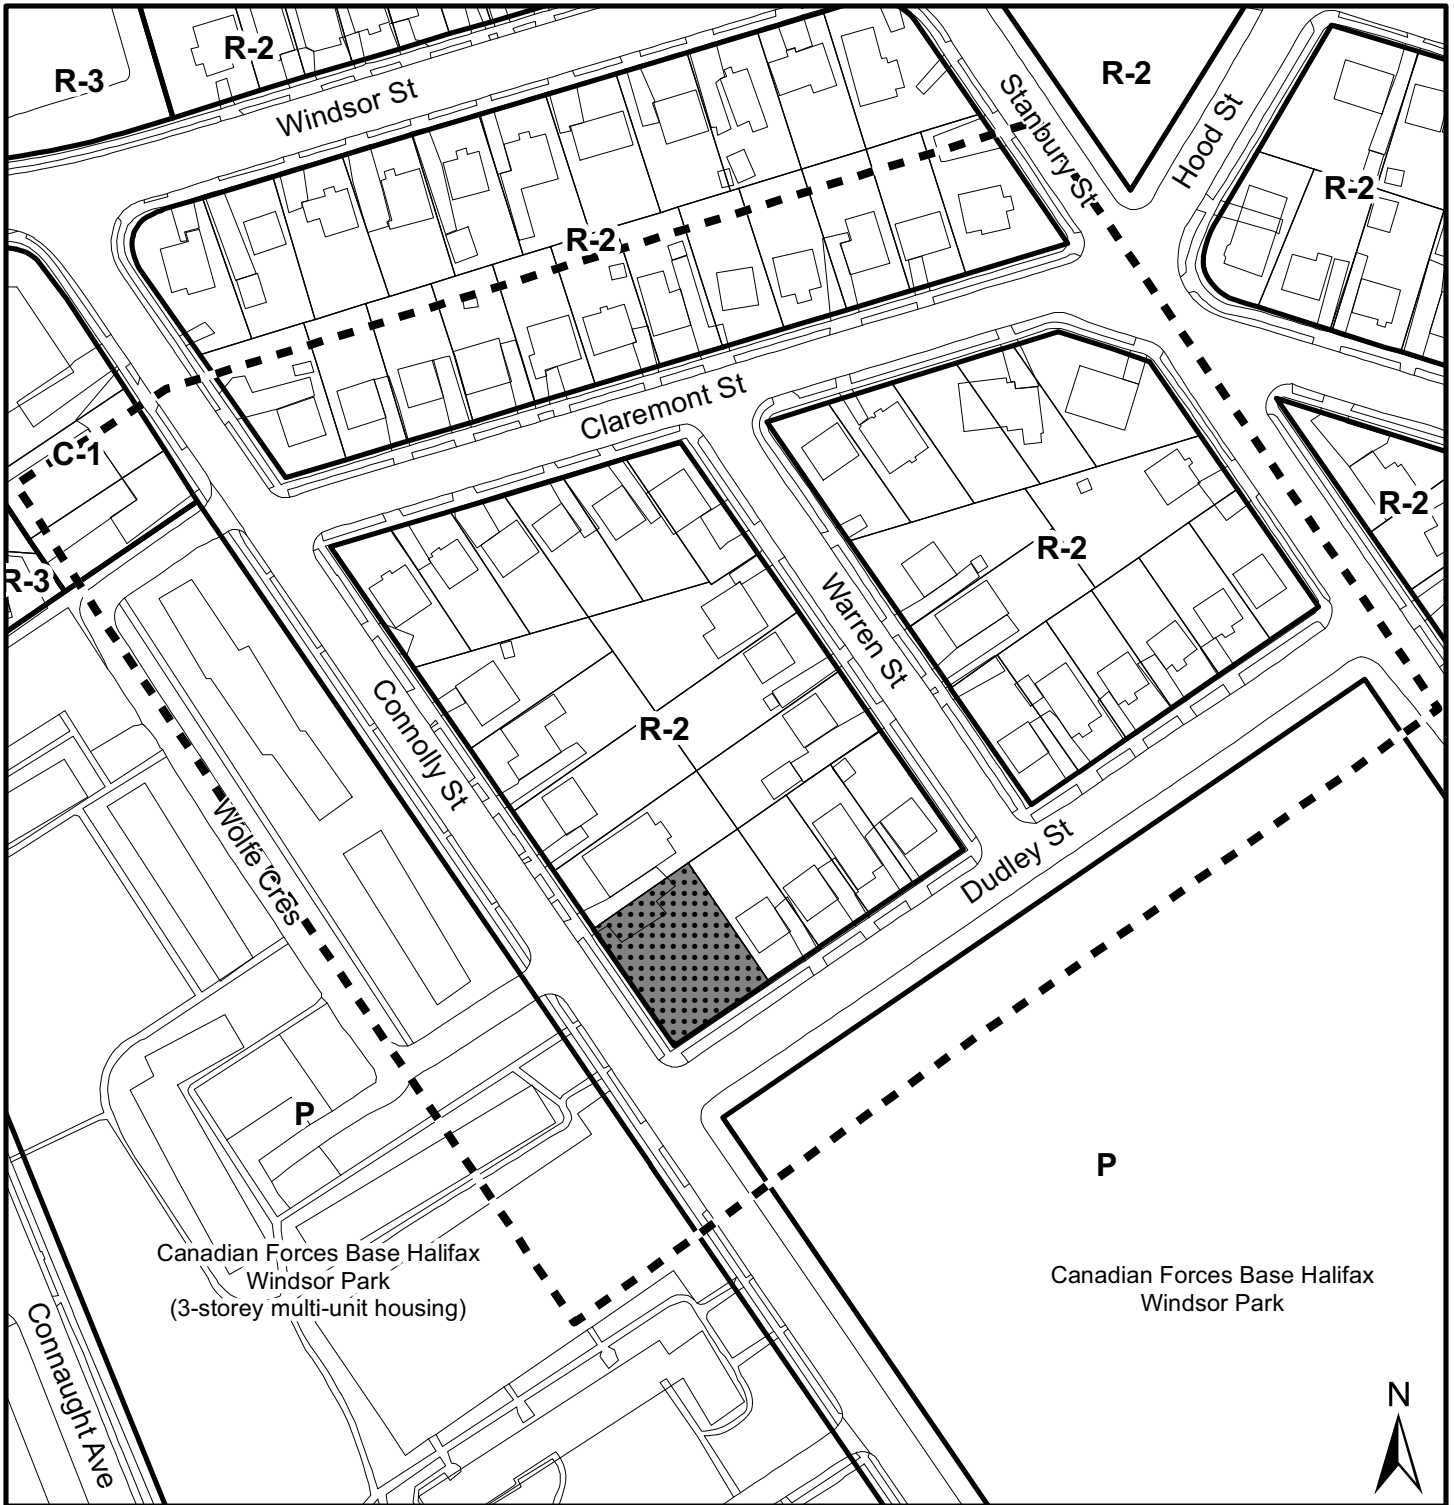 R-3
R-2
Windsor St
Stanbury St
R-2
Hood St
R-2
R-2
Claremont St
C-1
R-3
R-2
R-2
Warren St
Connolly St
R-2
Wolfe Cres
Dudley St
P
P
Canadian Forces Base Halifax
Windsor Park
(3-storey multi-unit housing)
Canadian Forces Base Halifax
Windsor Park
Connaught Ave
N